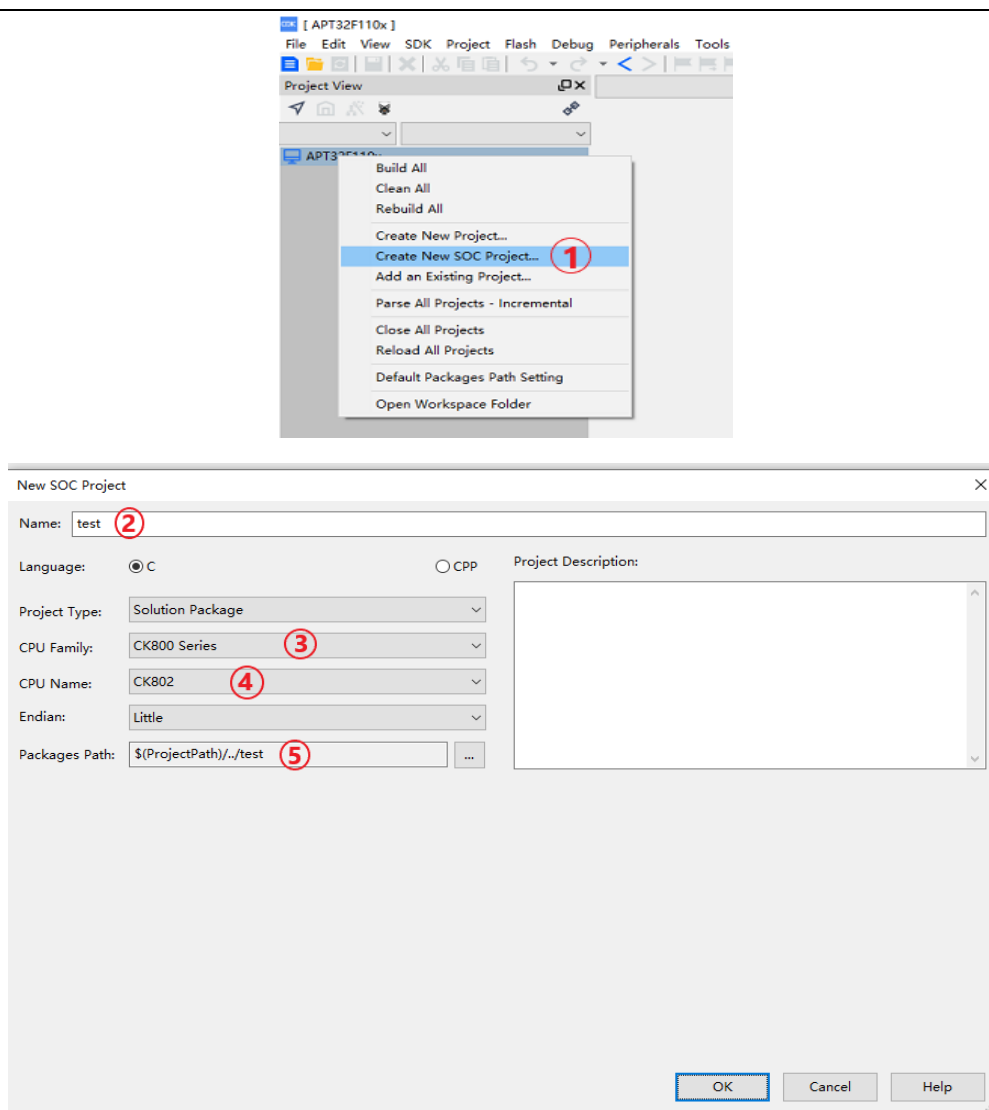 [ APT32F110x ]
File Edit View SDK Project Flash Debug Peripherals Tools
Project View
Build All
Clean All
Rebuild All
Create New Project...
Create New SOC Project... ①
Add an Existing Project...
Parse All Projects - Incremental
Close All Projects
Reload All Projects
Default Packages Path Setting
Open Workspace Folder
New SOC Project
Name: test ②
Language: C CPP Project Description:
Project Type: Solution Package
CPU Family: CK800 Series ③
CPU Name: CK802 ④
Endian: Little
Packages Path: $(ProjectPath)/../test ⑤ ...
OK Cancel Help